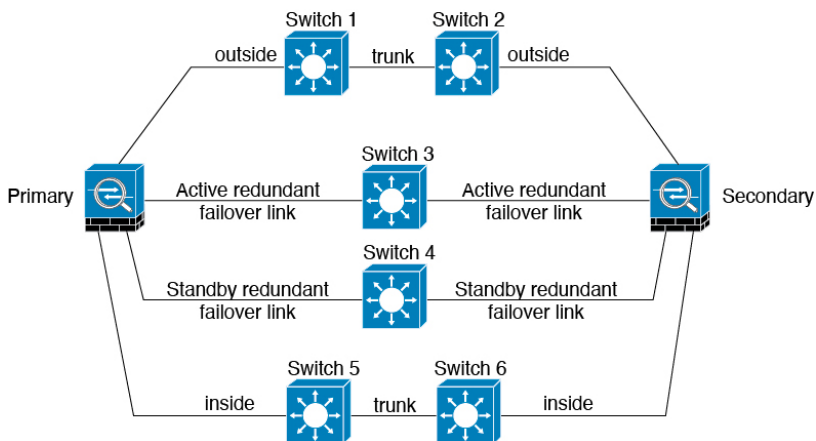 Switch 1
Switch 2
outside
trunk
outside
Switch 3
Primary
Active redundant
failover link
Active redundant
failover link
Secondary
Switch 4
Standby redundant
failover link
Standby redundant
failover link
Switch 5
Switch 6
inside
trunk
inside